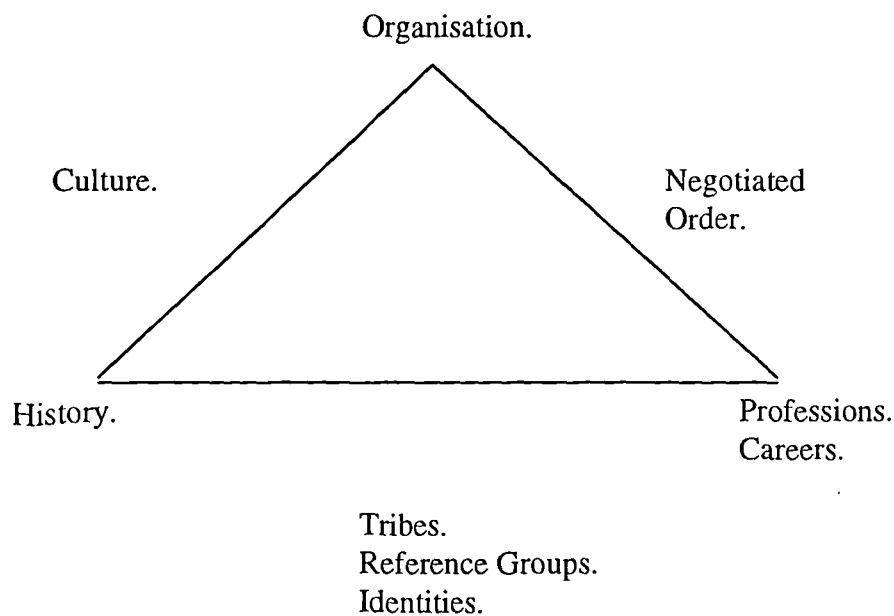 Organisation.
Culture.
Negotiated
Order.
History.
Professions.
Careers.
Tribes.
Reference Groups.
Identities.